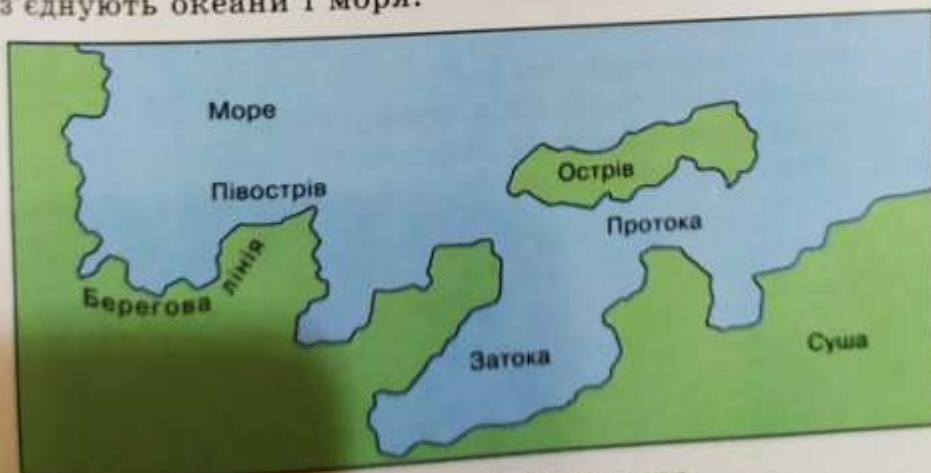 з'єднують океани і моря.
Море
Півострів
Острів
Протока
Берегова лінія
Затока
Суша